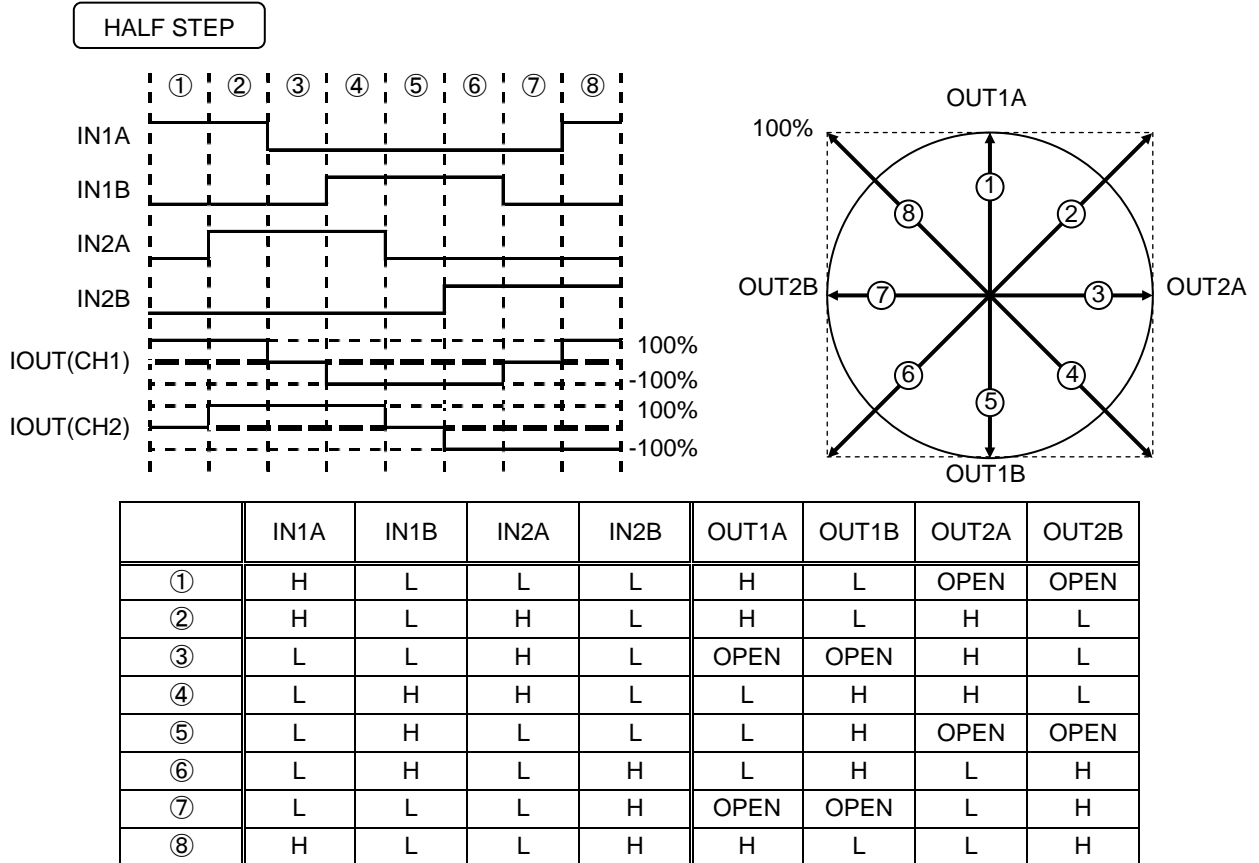 HALF STEP
① ② ③ ④ ⑤ ⑥ ⑦ ⑧
IN1A
IN1B
IN2A
IN2B
IOUT(CH1)
100%
-100%
IOUT(CH2)
100%
-100%
OUT1A
100%
① ② ③ ④ ⑤ ⑥ ⑦ ⑧
OUT2B
OUT2A
OUT1B
IN1A IN1B IN2A IN2B OUT1A OUT1B OUT2A OUT2B
① H L L L H L OPEN OPEN
② H L H L H L H L
③ L L H L OPEN OPEN H L
④ L H H L L H H L
⑤ L H L L L H OPEN OPEN
⑥ L H L H L H L H
⑦ L L L H OPEN OPEN L H
⑧ H L L H H L L H